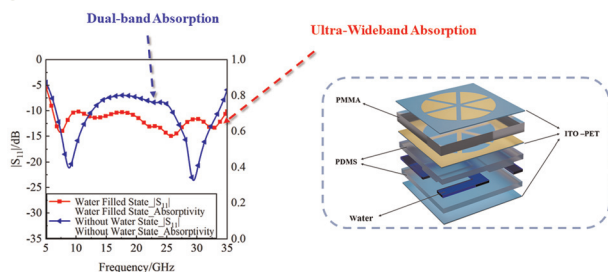 Dual-band Absorption
Ultra-Wideband Absorption
0
-5
-10
-15
-20
-25
-30
-35
|S11|/dB
1.0
0.8
0.6
0.4
0.2
0.0
Water Filled State_|S11|
Water Filled State_Absorptivity
Without Water State_|S11|
Without Water State_Absorptivity
5 10 15 20 25 30 35
Frequency/GHz
PMMA
ITO -PET
PDMS
Water